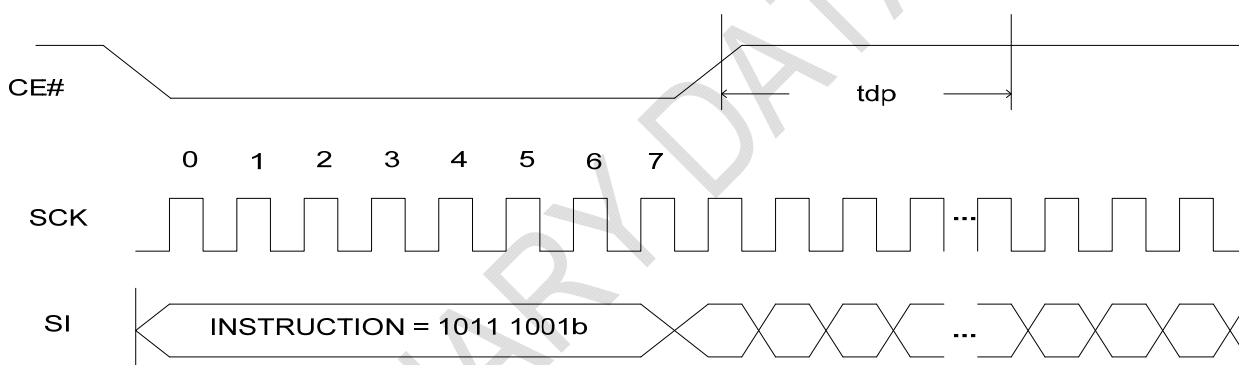 CE#
tdp
0 1 2 3 4 5 6 7
SCK
...
SI
INSTRUCTION = 1011 1001b
...